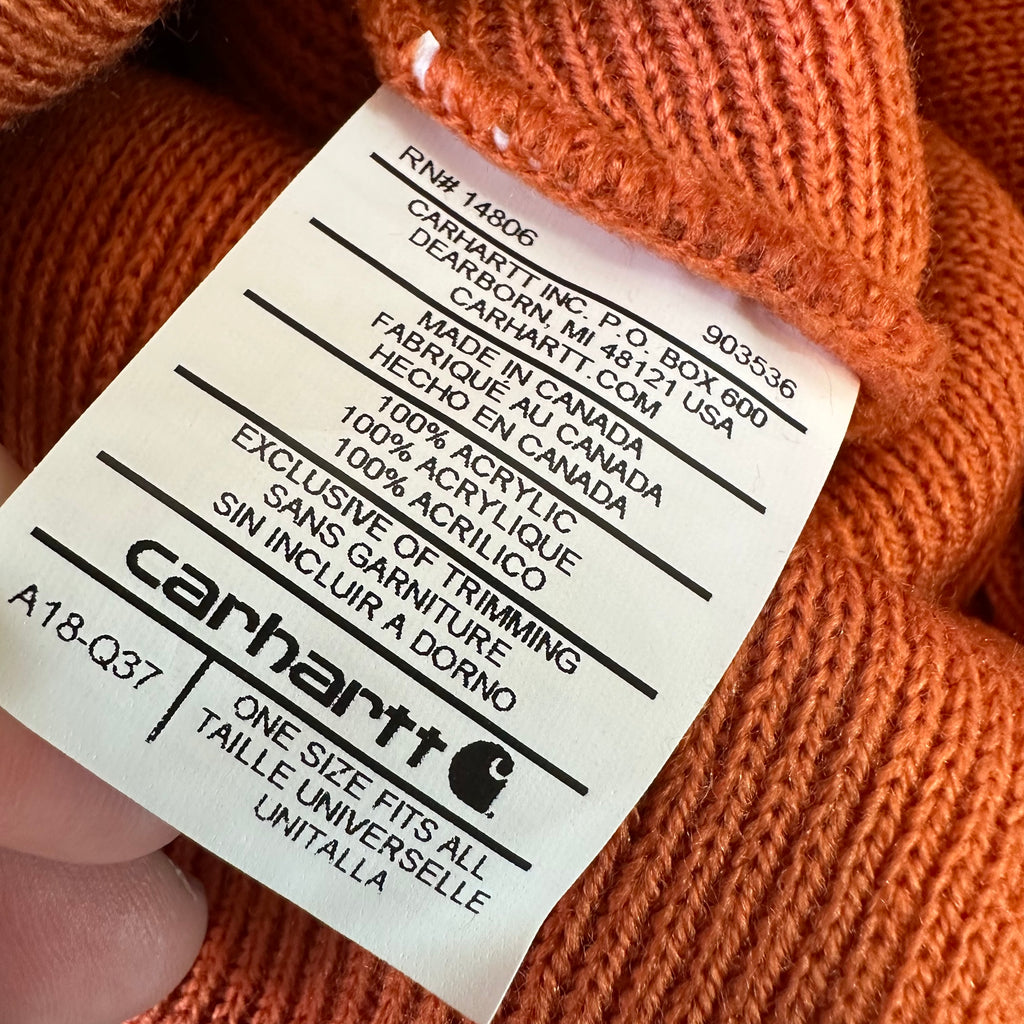 RN# 14806 903536
CARHARTT INC. P.O. BOX 600
DEARBORN, MI 48121 USA
CARHARTT.COM
MADE IN CANADA
FABRIQUÉ AU CANADA
HECHO EN CANADA
100% ACRYLIC
100% ACRYLIQUE
100% ACRILICO
EXCLUSIVE OF TRIMMING
SANS GARNITURE
SIN INCLUIR A DORNO
carhartt
A18-Q37
ONE SIZE FITS ALL
TAILLE UNIVERSELLE
UNITALLA